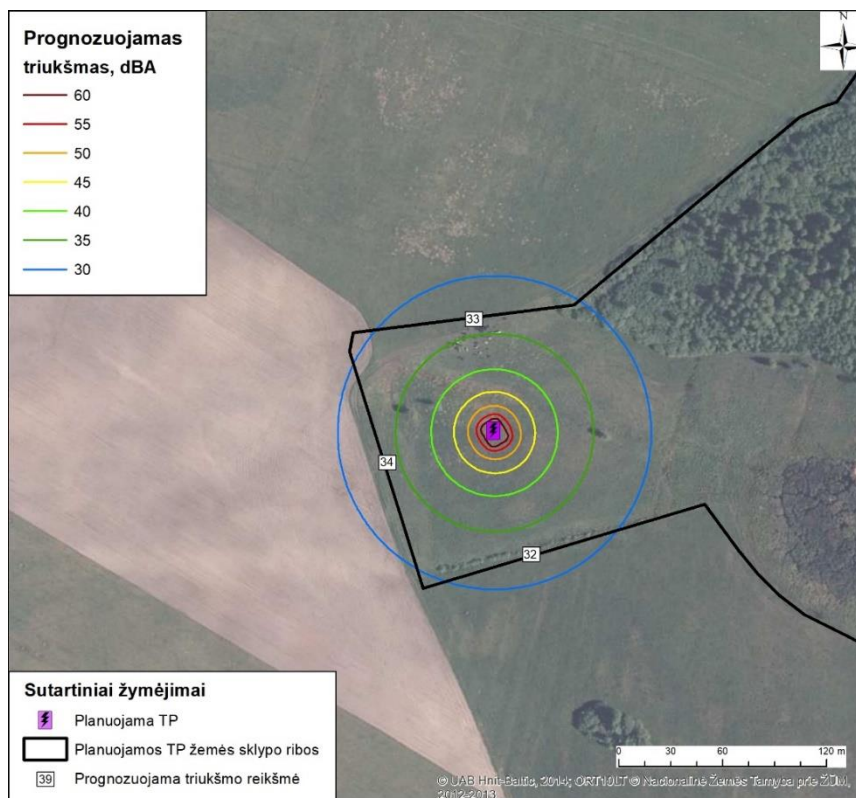 Prognozuojamas
triukšmas, dBA
60
55
50
45
40
35
30
N
33
34
32
Sutartiniai žymėjimai
Planuojama TP
Planuojamos TP žemės sklypo ribos
39 Prognozuojama triukšmo reikšmė
0 30 60 120 m
© UAB Hnit-Baltic, 2014; ORT10LT © Nacionalinė Žemės Tarnyba prie ŽŪM,
2012-2013